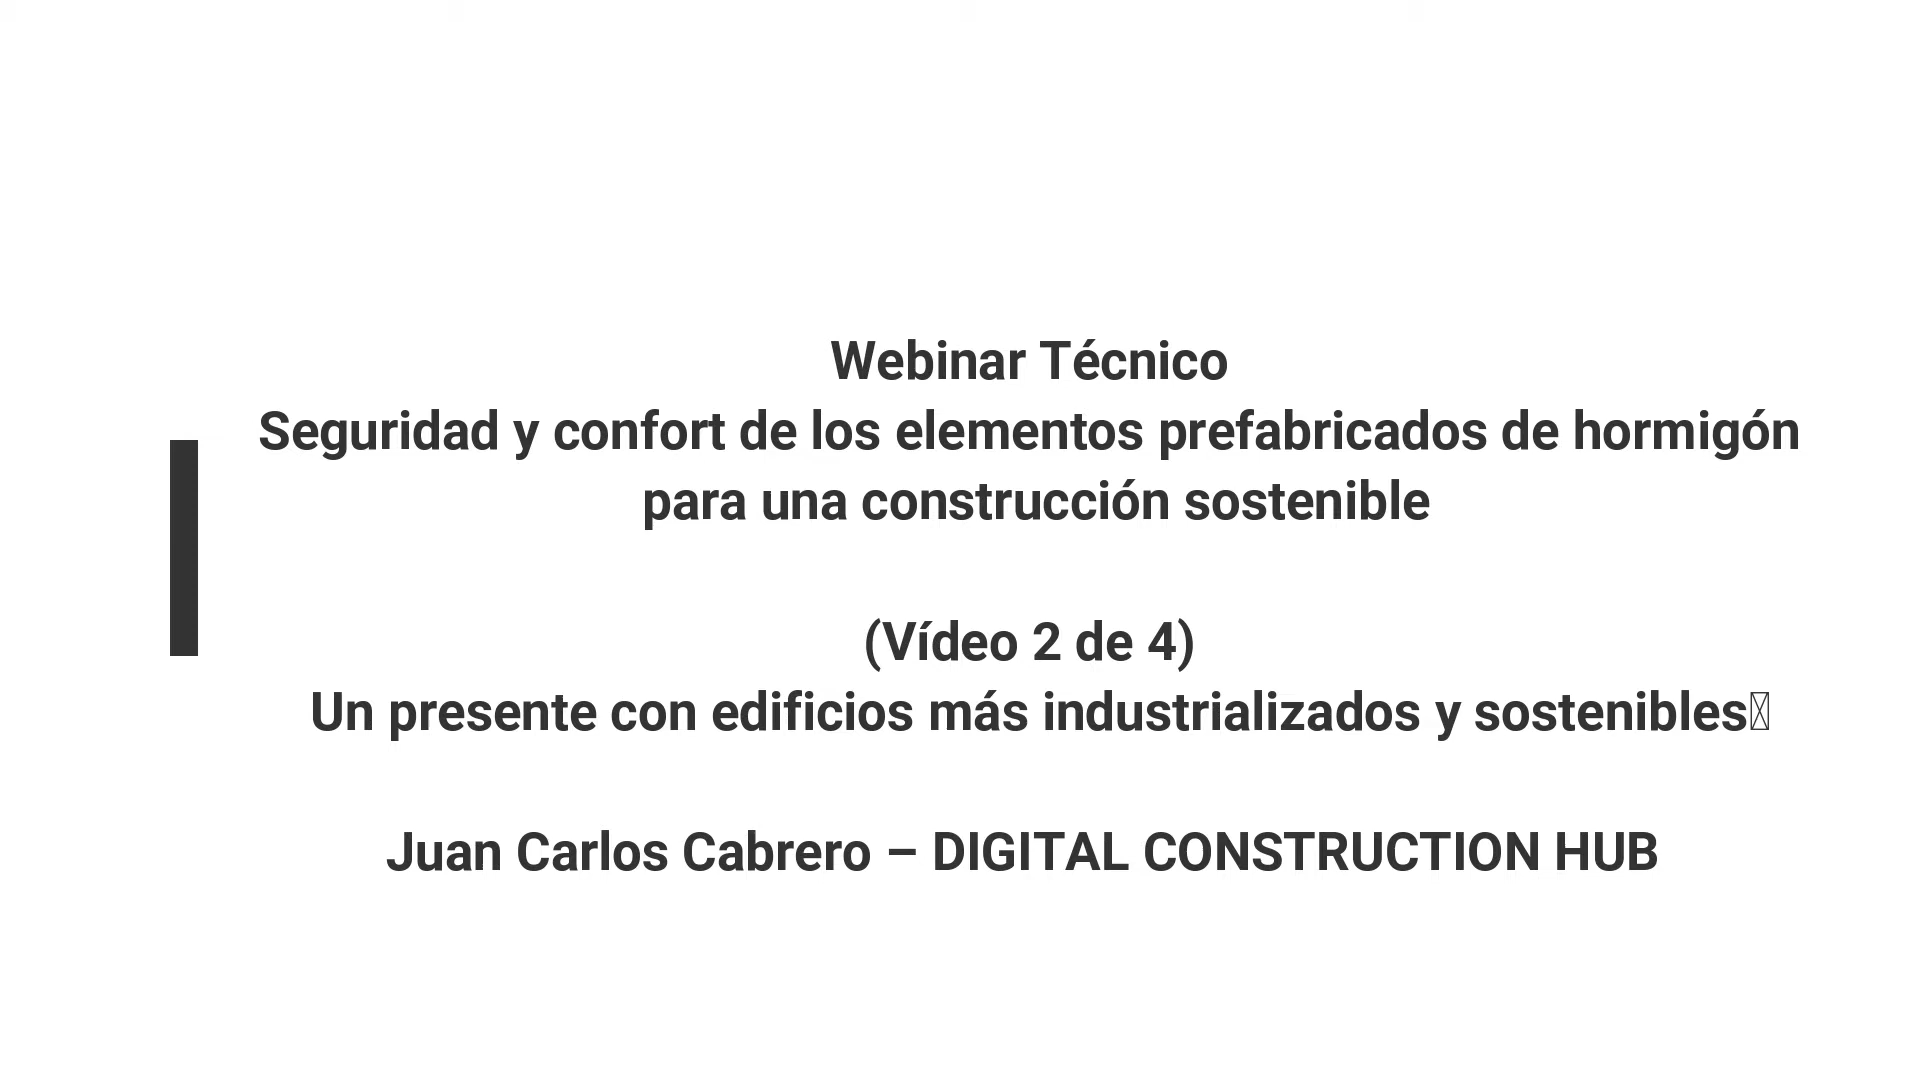 Webinar Técnico
Seguridad y confort de los elementos prefabricados de hormigón
para una construcción sostenible
(Vídeo 2 de 4)
Un presente con edificios más industrializados y sostenibles
Juan Carlos Cabrero – DIGITAL CONSTRUCTION HUB